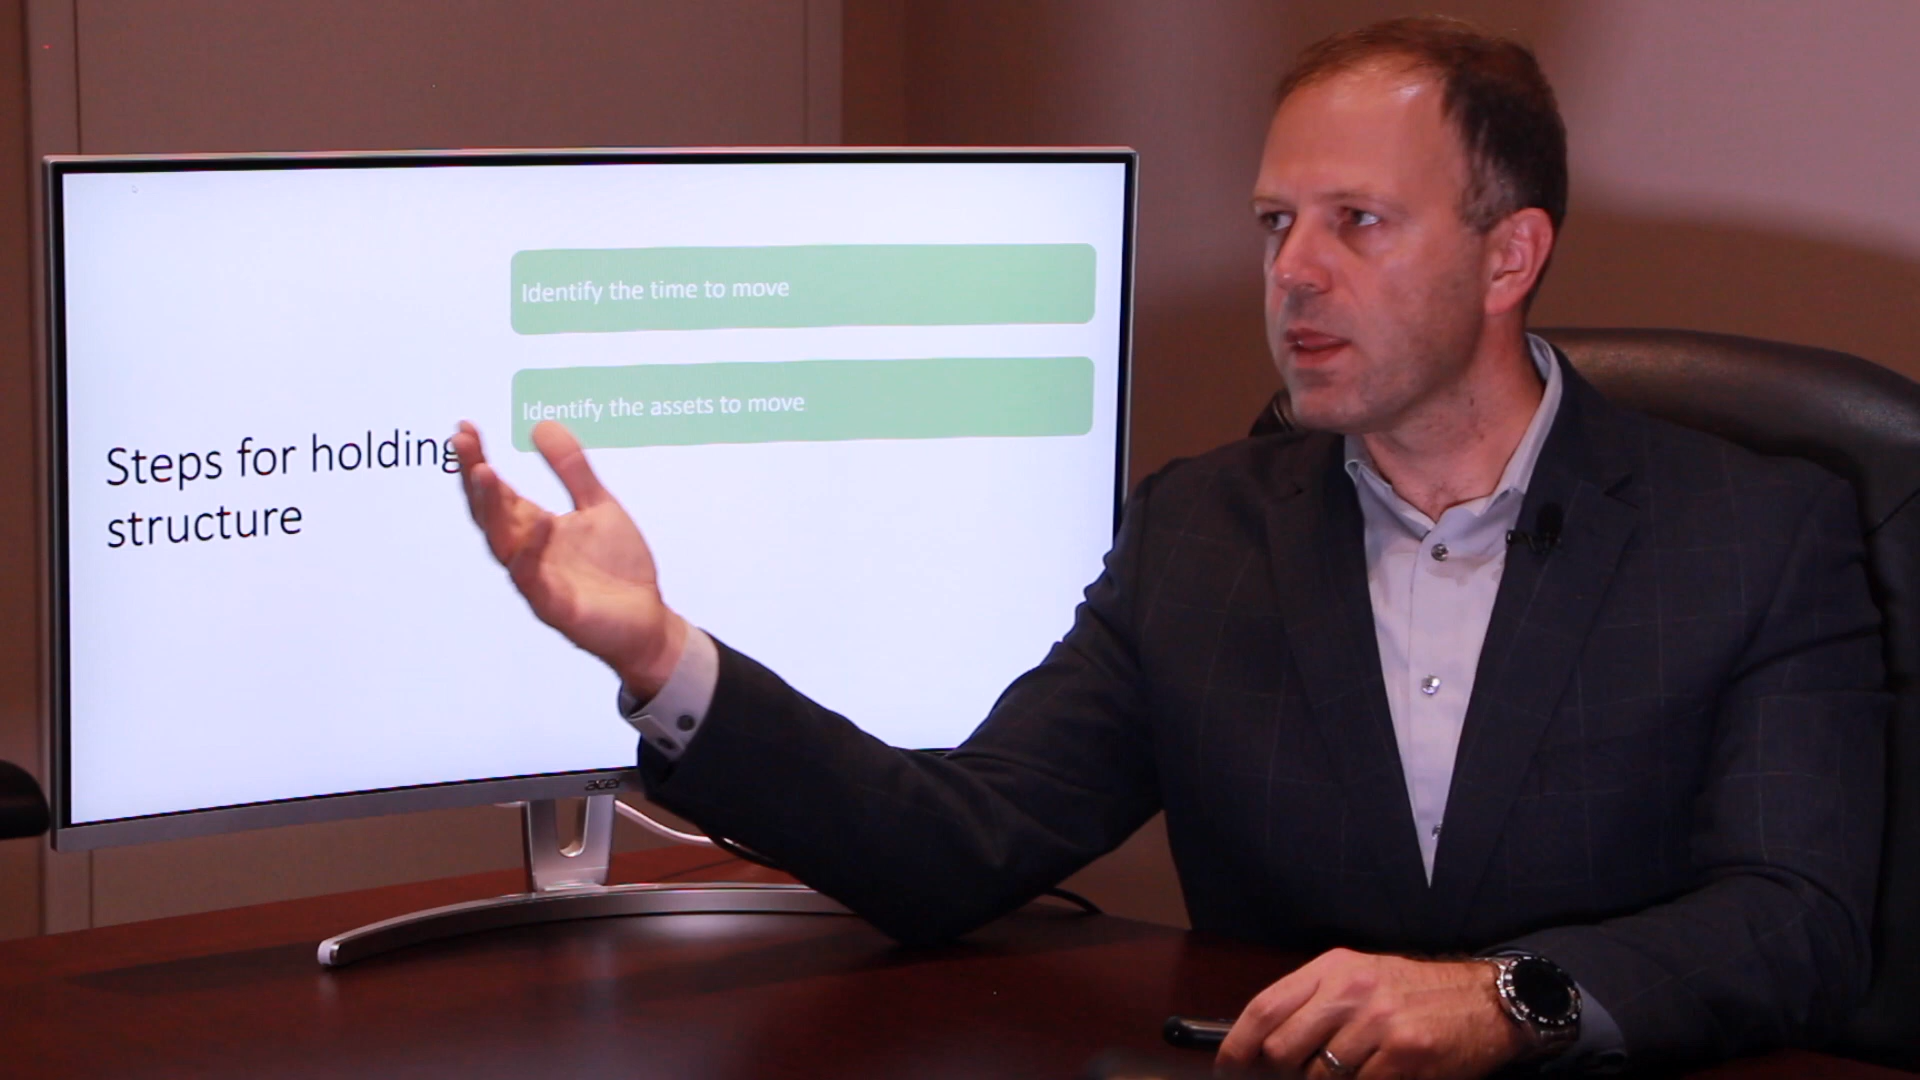 Identify the time to move
Identify the assets to move
Steps for holding
structure
acer